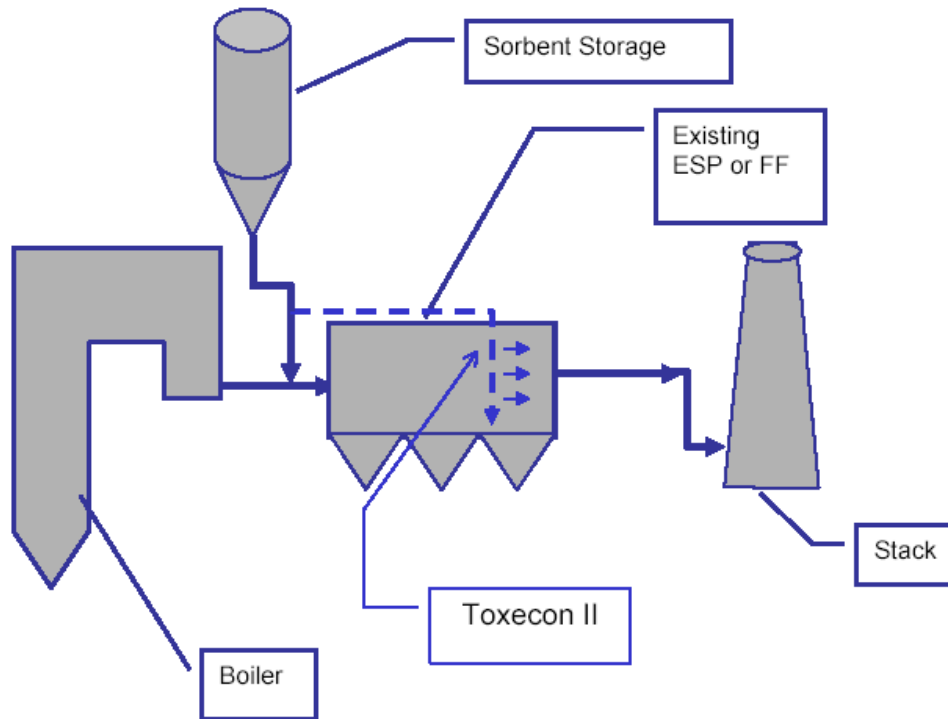 Sorbent Storage
Existing
ESP or FF
Toxecon II
Stack
Boiler